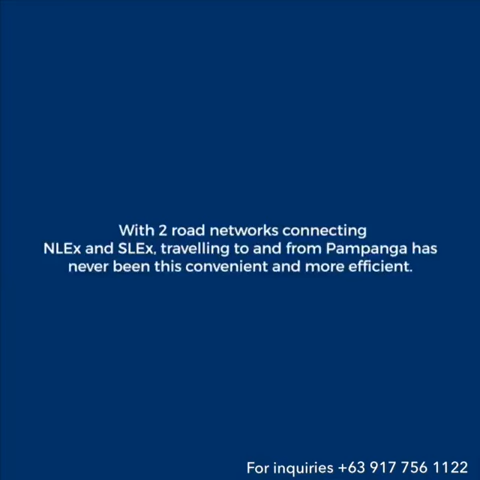 With 2 road networks connecting
NLEx and SLEx, travelling to and from Pampanga has
never been this convenient and more efficient.
For inquiries +63 917 756 1122